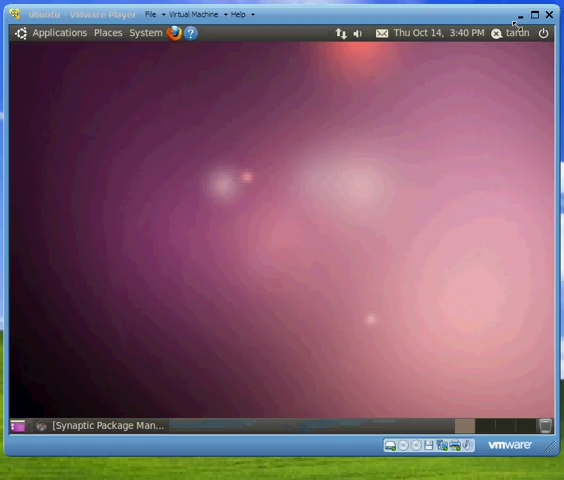 Ubuntu - VMware Player File Virtual Machine Help
Applications Places System ? Thu Oct 14, 3:40 PM tarun
[Synaptic Package Man...
vmware